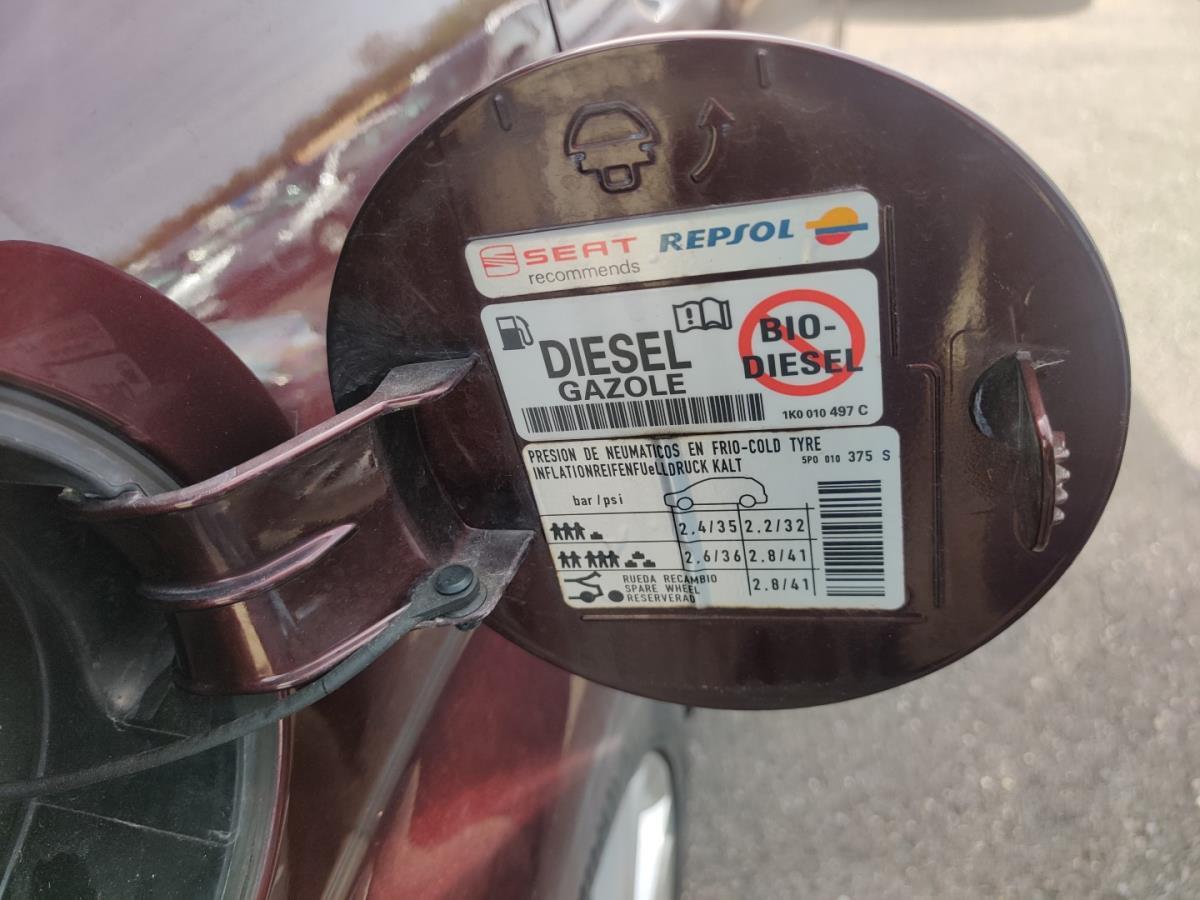 SEAT REPSOL
recommends
DIESEL
GAZOLE
BIO-
DIESEL
1K0 010 497 C
PRESION DE NEUMATICOS EN FRIO-COLD TYRE
INFLATIONREIFENFUeLLDRUCK KALT
5P0 010 375 S
bar/psi
2.4/35 2.2/32
2.6/36 2.8/41
RUEDA RECAMBIO
SPARE WHEEL
RESERVERAD
2.8/41